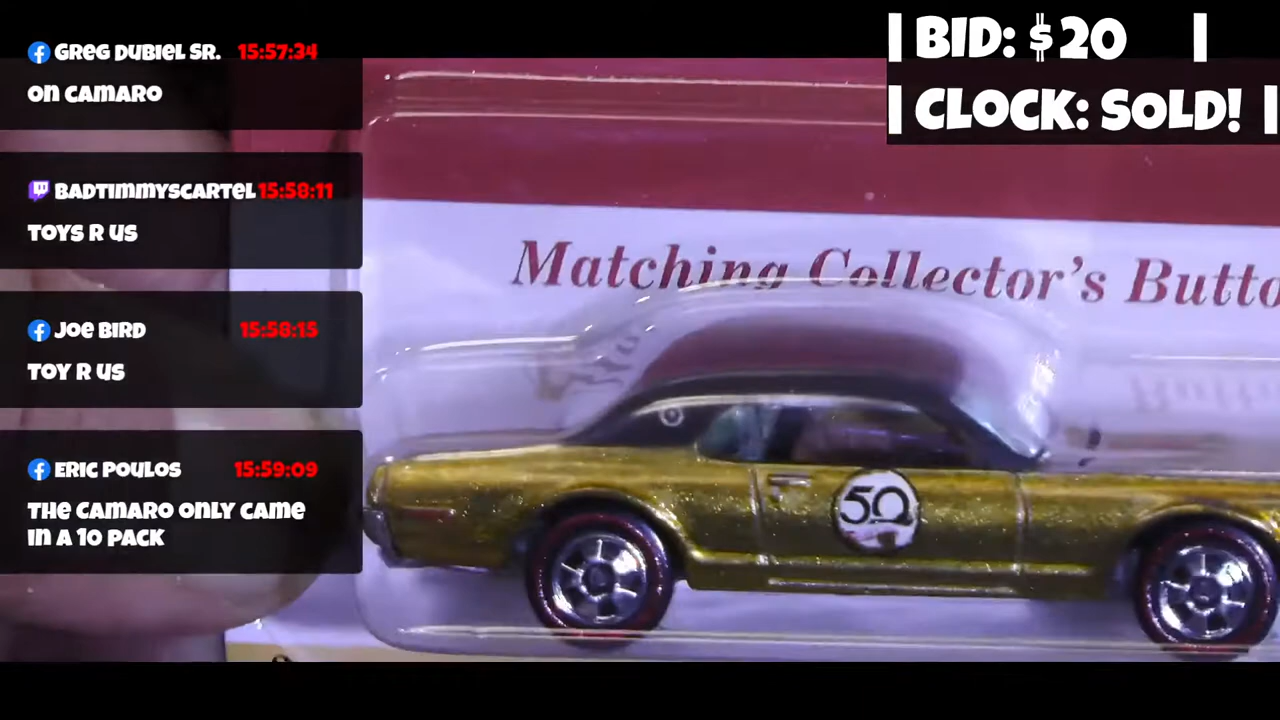 GREG DUBIEL SR. 15:57:34
ON CAMARO
BADTIMMYSCARTEL 15:58:11
TOYS R US
JOE BIRD 15:58:15
TOY R US
ERIC POULOS 15:59:09
THE CAMARO ONLY CAME
IN A 10 PACK
| BID: $20 |
| CLOCK: SOLD! |
Matching Collector's Butto
50